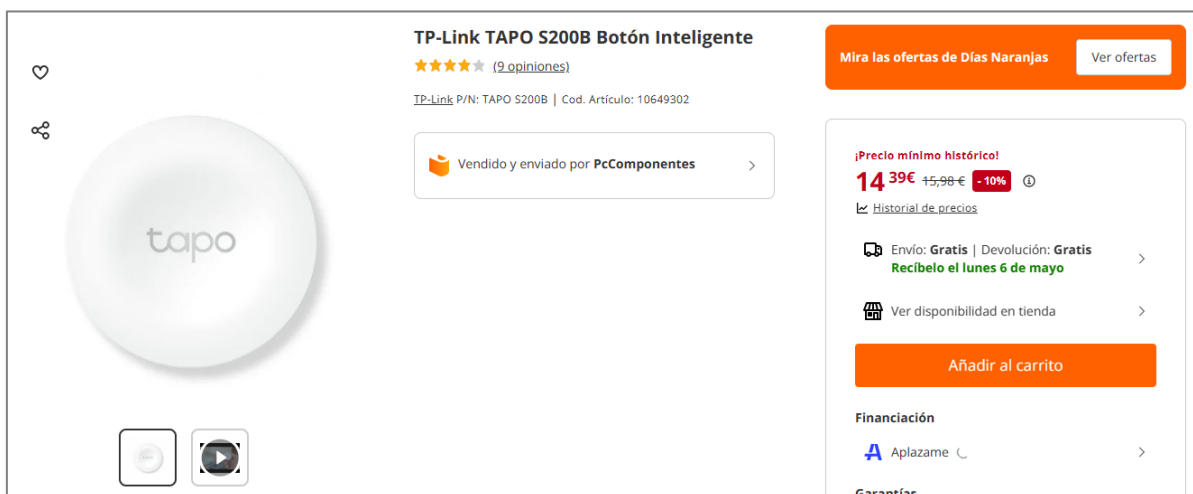 TP-Link TAPO S200B Botón Inteligente
(9 opiniones)
TP-Link P/N: TAPO S200B | Cod. Artículo: 10649302
Vendido y enviado por PcComponentes
tapo
Mira las ofertas de Días Naranjas
Ver ofertas
¡Precio mínimo histórico!
14 39€ 15,98 € -10%
Historial de precios
Envío: Gratis | Devolución: Gratis
Recíbelo el lunes 6 de mayo
Ver disponibilidad en tienda
Añadir al carrito
Financiación
Aplazame
Garantías